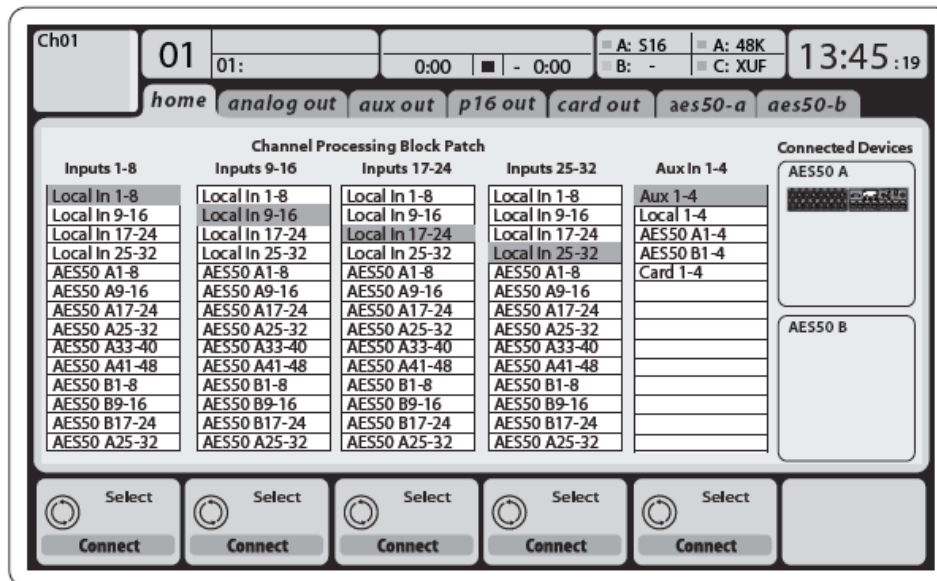 Ch01
01
01:
0:00 - 0:00
A: S16 A: 48K
B: - C: XUF
13:45 :19
home analog out aux out p16 out card out aes50-a aes50-b
Channel Processing Block Patch
Connected Devices
Inputs 1-8 Inputs 9-16 Inputs 17-24 Inputs 25-32 Aux In 1-4
AES50 A
Local In 1-8 Local In 1-8 Local In 1-8 Local In 1-8 Aux 1-4
Local In 9-16 Local In 9-16 Local In 9-16 Local In 9-16 Local 1-4
Local In 17-24 Local In 17-24 Local In 17-24 Local In 17-24 AES50 A1-4
Local In 25-32 Local In 25-32 Local In 25-32 Local In 25-32 AES50 B1-4
AES50 A1-8 AES50 A1-8 AES50 A1-8 AES50 A1-8 Card 1-4
AES50 A9-16 AES50 A9-16 AES50 A9-16 AES50 A9-16
AES50 A17-24 AES50 A17-24 AES50 A17-24 AES50 A17-24
AES50 A25-32 AES50 A25-32 AES50 A25-32 AES50 A25-32
AES50 B
AES50 A33-40 AES50 A33-40 AES50 A33-40 AES50 A33-40
AES50 A41-48 AES50 A41-48 AES50 A41-48 AES50 A41-48
AES50 B1-8 AES50 B1-8 AES50 B1-8 AES50 B1-8
AES50 B9-16 AES50 B9-16 AES50 B9-16 AES50 B9-16
AES50 B17-24 AES50 B17-24 AES50 B17-24 AES50 B17-24
AES50 A25-32 AES50 A25-32 AES50 A25-32 AES50 A25-32
Select Select Select Select Select
Connect Connect Connect Connect Connect